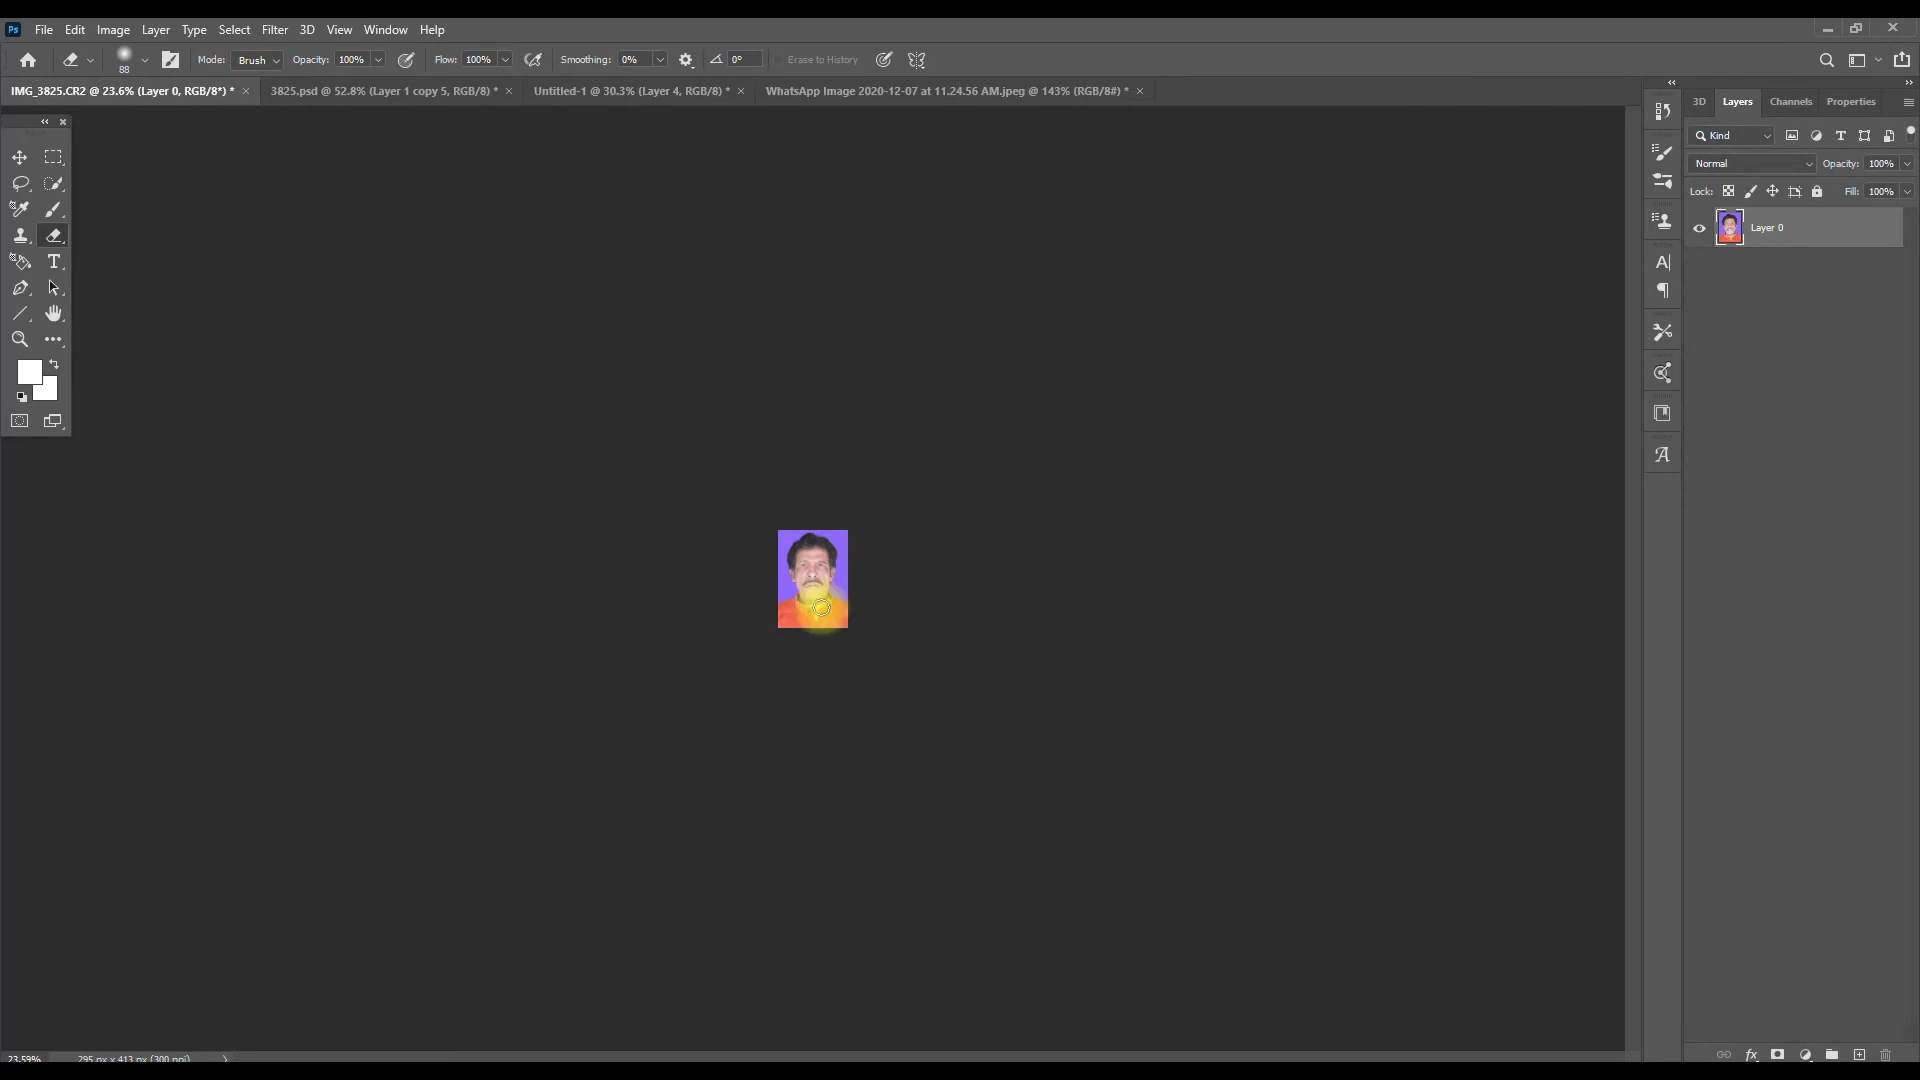 Ps File Edit Image Layer Type Select Filter 3D View Window Help
88 Mode: Brush Opacity: 100% Flow: 100% Smoothing: 0% 0° Erase to History
IMG_3825.CR2 @ 23.6% (Layer 0, RGB/8*) * × 3825.psd @ 52.8% (Layer 1 copy 5, RGB/8) * × Untitled-1 @ 30.3% (Layer 4, RGB/8) * × WhatsApp Image 2020-12-07 at 11.24.56 AM.jpeg @ 143% (RGB/8#) * ×
3D Layers Channels Properties
Kind
Normal Opacity: 100%
Lock: Fill: 100%
Layer 0
23.59% 295 px x 413 px (300 ppi)